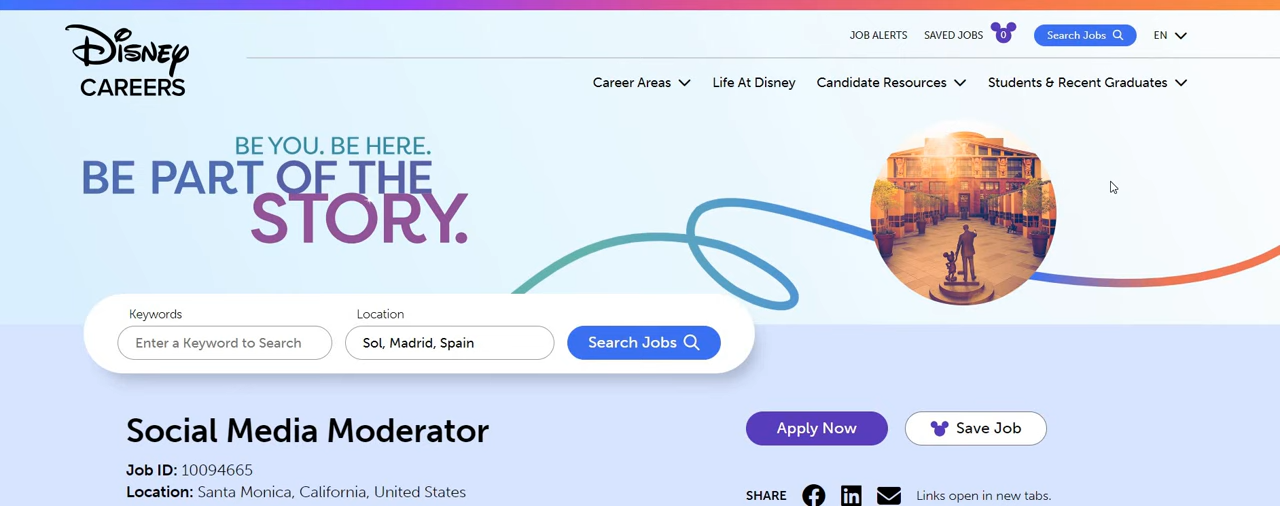 Disney
CAREERS
JOB ALERTS SAVED JOBS 0 Search Jobs EN
Career Areas Life At Disney Candidate Resources Students & Recent Graduates
BE YOU. BE HERE.
BE PART OF THE
STORY.
Keywords Location
Enter a Keyword to Search Sol, Madrid, Spain Search Jobs
Social Media Moderator
Apply Now Save Job
Job ID: 10094665
Location: Santa Monica, California, United States
SHARE Links open in new tabs.